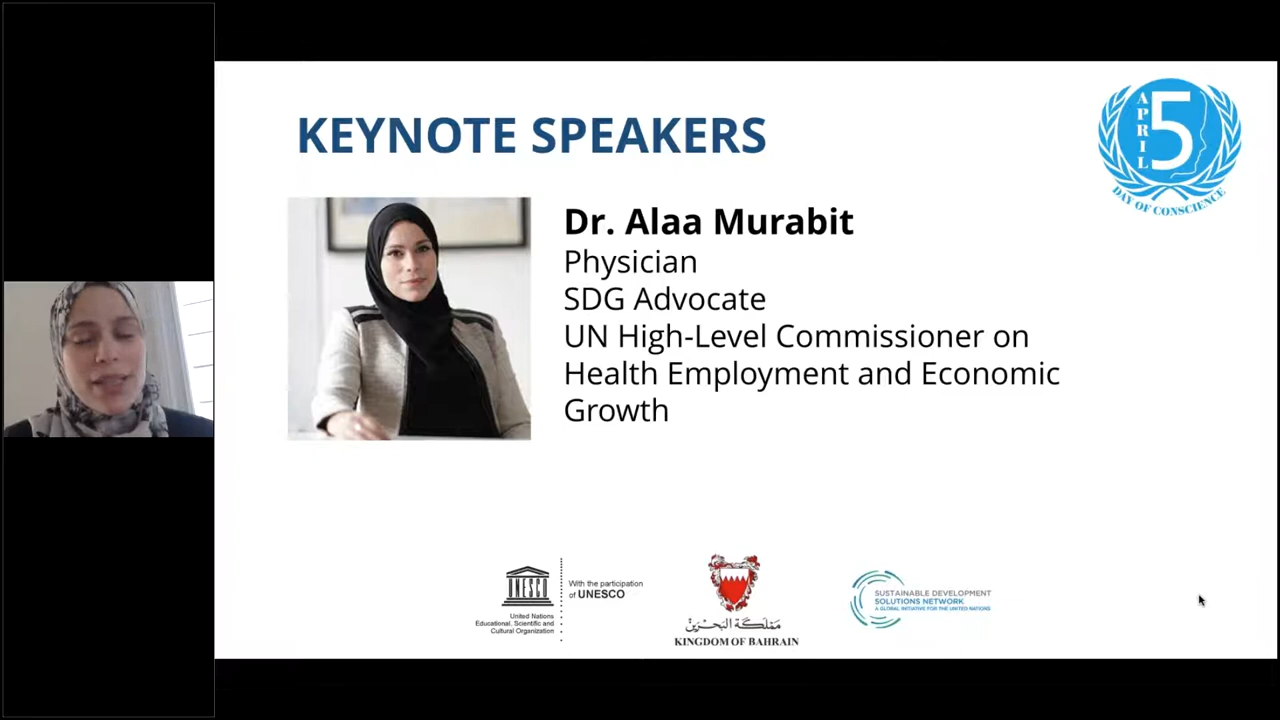 KEYNOTE SPEAKERS
APRIL
5
DAY OF CONSCIENCE
Dr. Alaa Murabit
Physician
SDG Advocate
UN High-Level Commissioner on
Health Employment and Economic
Growth
UNESCO
United Nations
Educational, Scientific and
Cultural Organization
With the participation
of UNESCO
مملكة البحرين
KINGDOM OF BAHRAIN
SUSTAINABLE DEVELOPMENT
SOLUTIONS NETWORK
A GLOBAL INITIATIVE FOR THE UNITED NATIONS